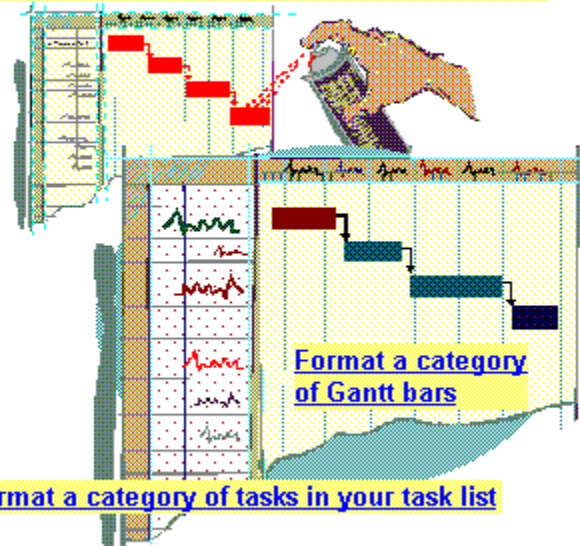 Format a category
of Gantt bars
rmat a category of tasks in your task list